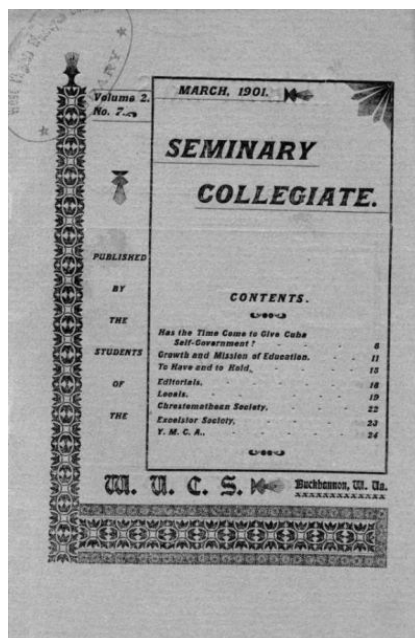 Volume 2.
No. 7.
MARCH, 1901.
SEMINARY
COLLEGIATE.
PUBLISHED
BY
THE
STUDENTS
OF
THE
CONTENTS.
Has the Time Come to Give Cuba
Self-Government? 6
Growth and Mission of Education. 11
To Have and to Hold, 15
Editorials, 18
Locals, 19
Chrestomathean Society, 22
Excelsior Society, 23
Y. M. C. A., 24
W. V. C. S.
Buckhannon, W. Va.